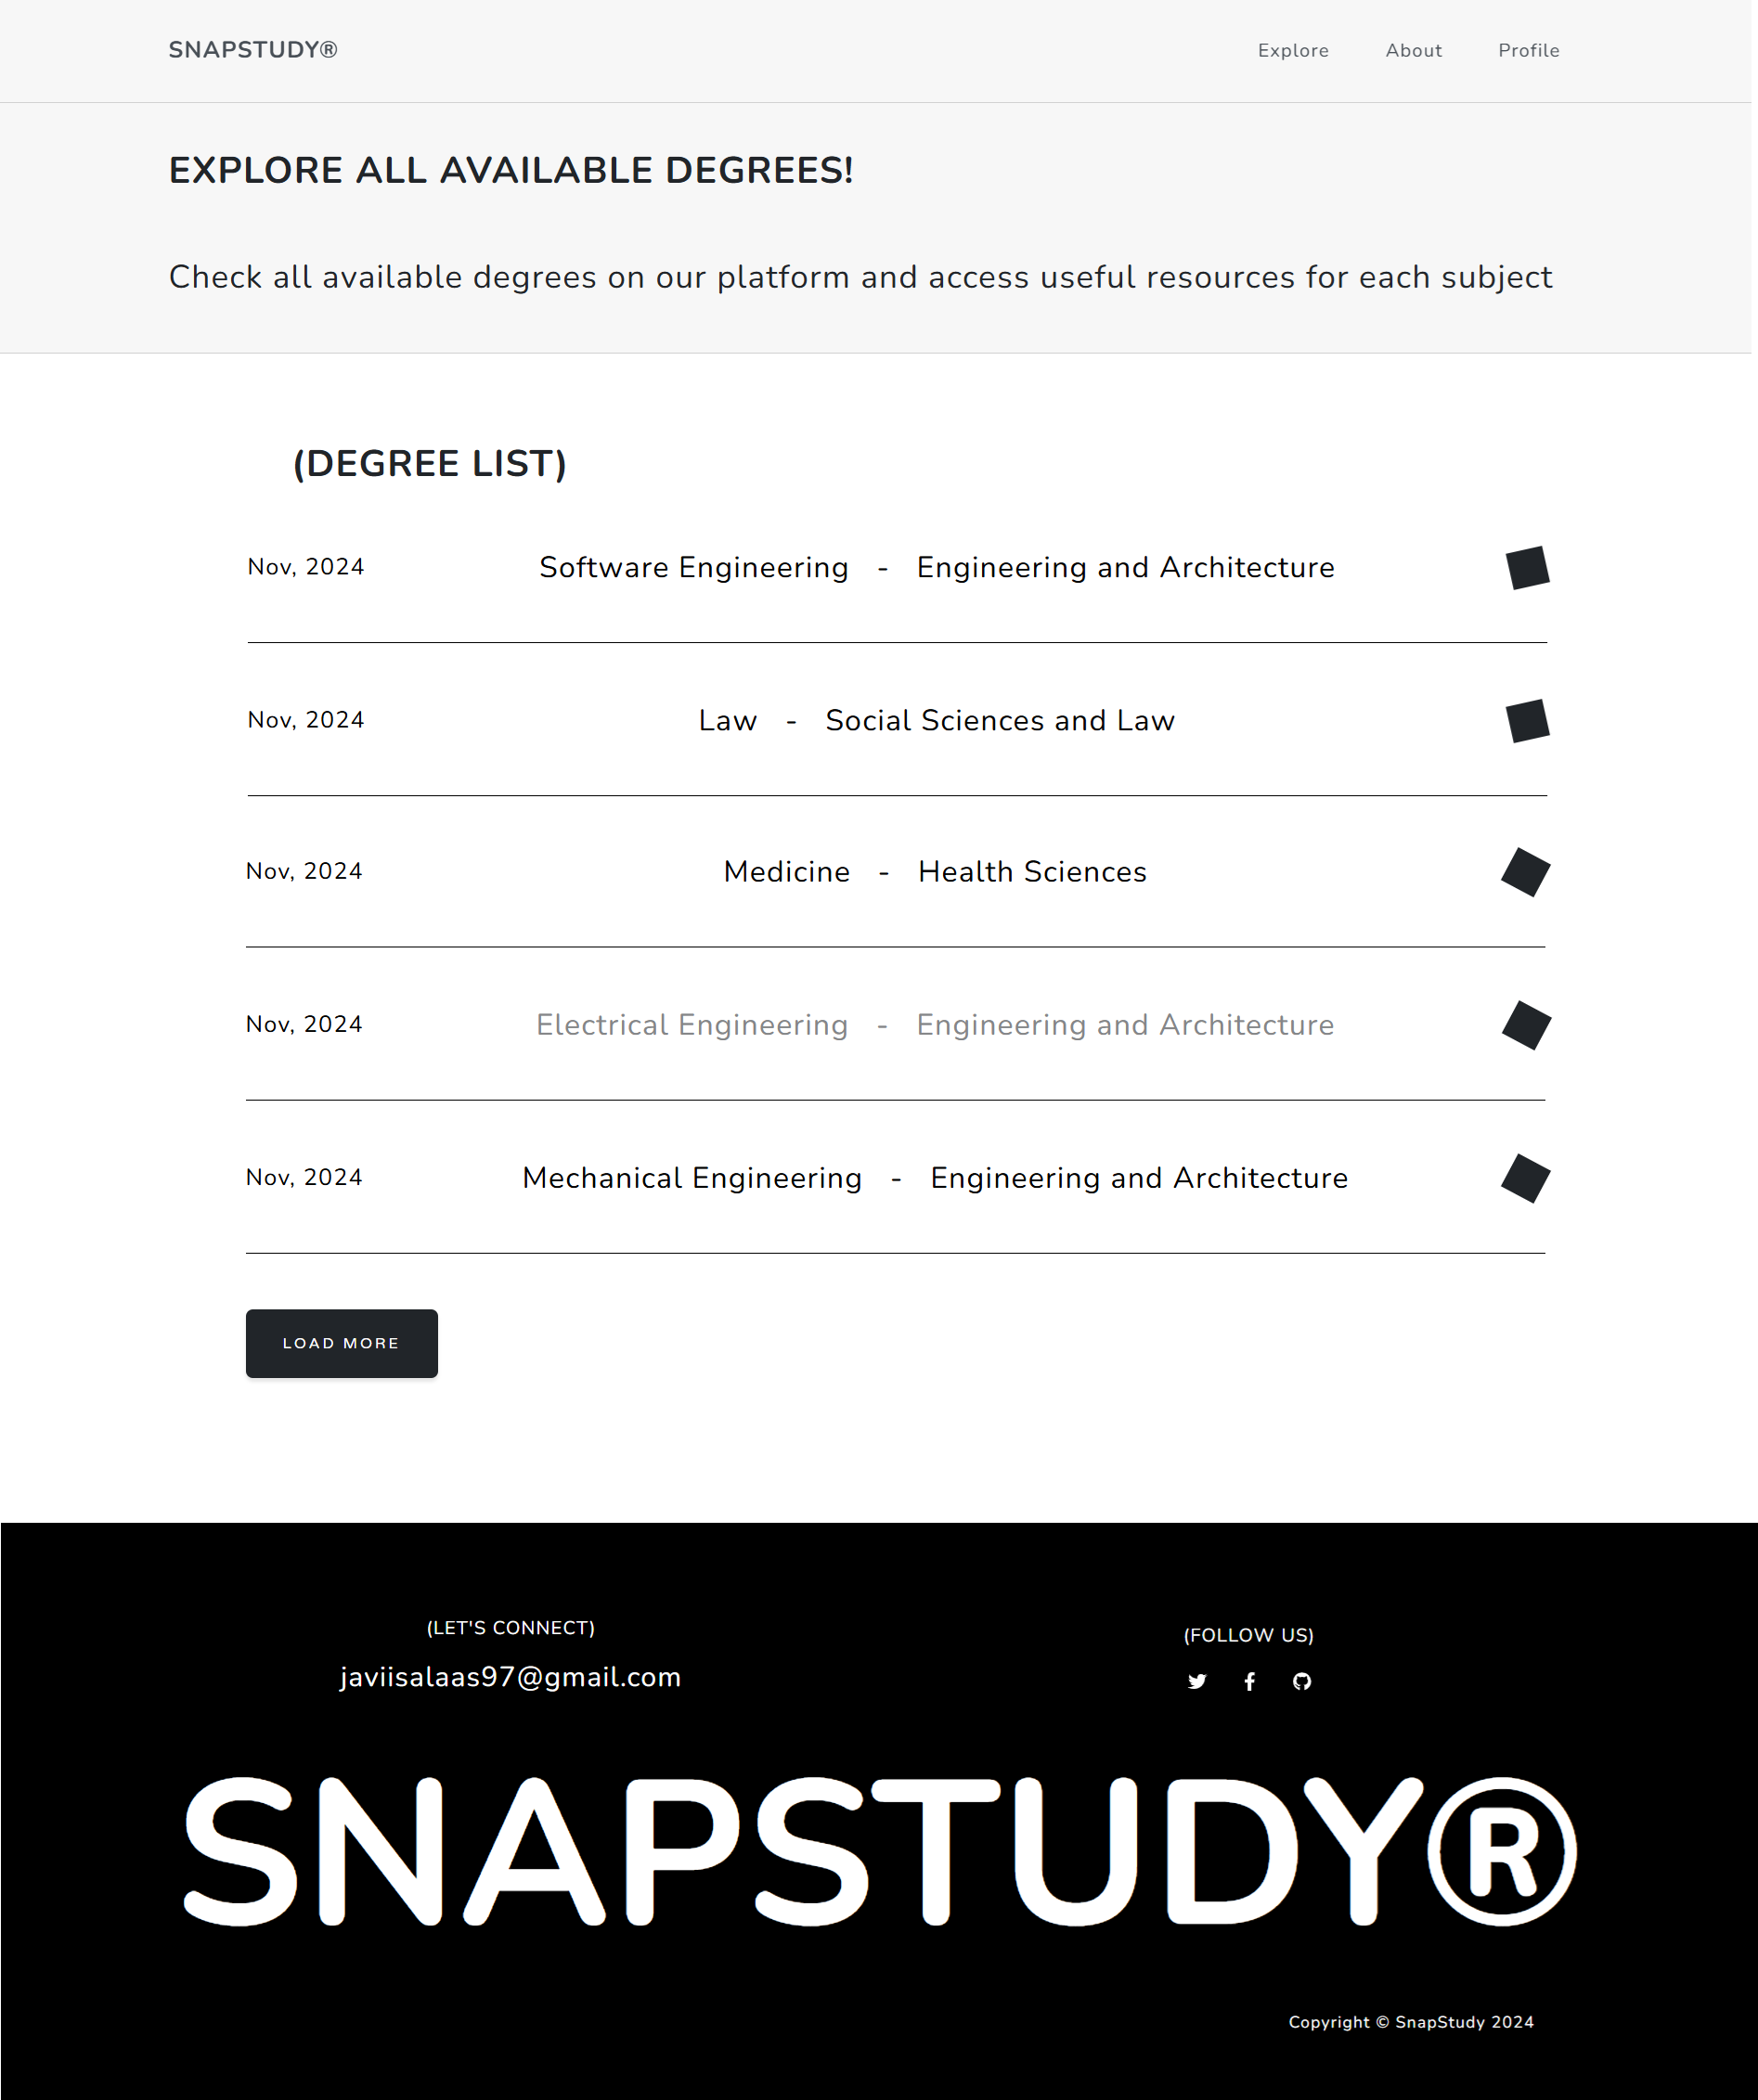 SNAPSTUDY®
Explore About Profile
EXPLORE ALL AVAILABLE DEGREES!
Check all available degrees on our platform and access useful resources for each subject
(DEGREE LIST)
Nov, 2024 Software Engineering - Engineering and Architecture
Nov, 2024 Law - Social Sciences and Law
Nov, 2024 Medicine - Health Sciences
Nov, 2024 Electrical Engineering - Engineering and Architecture
Nov, 2024 Mechanical Engineering - Engineering and Architecture
LOAD MORE
(LET'S CONNECT)
javiisalaas97@gmail.com
(FOLLOW US)
SNAPSTUDY®
Copyright © SnapStudy 2024